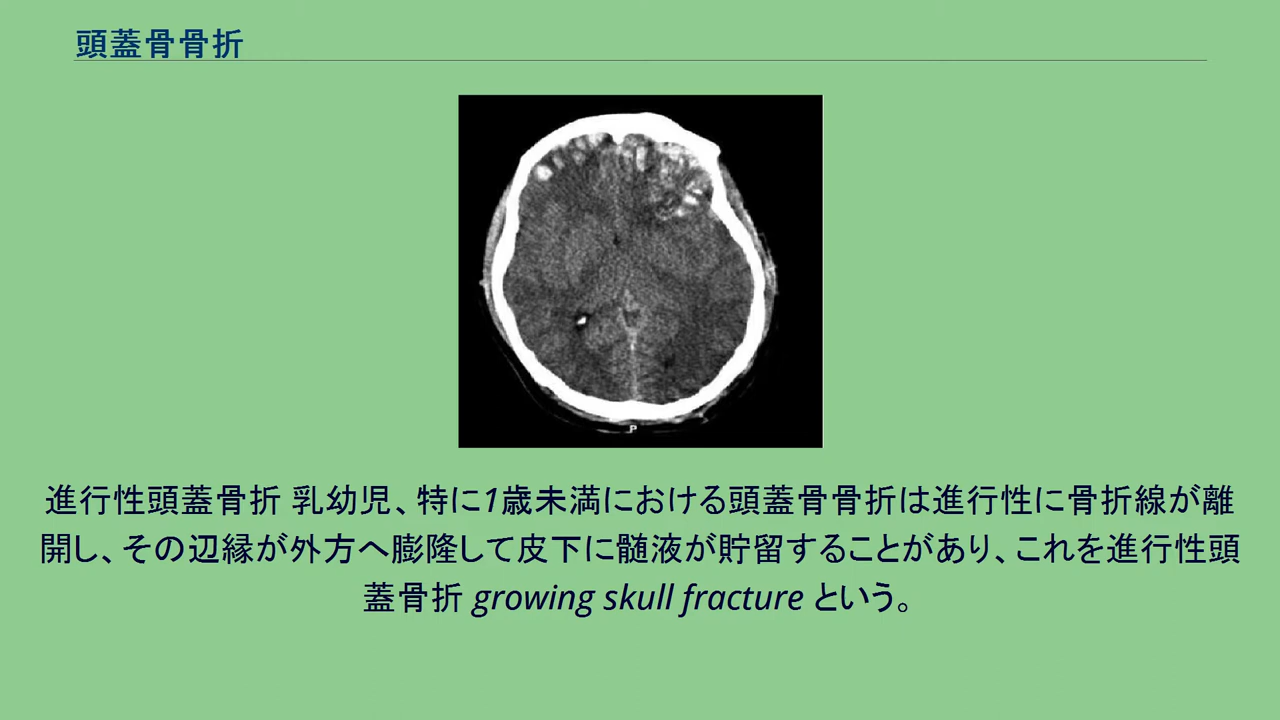 頭蓋骨骨折
P
進行性頭蓋骨折 乳幼児、特に1歳未満における頭蓋骨骨折は進行性に骨折線が離
開し、その辺縁が外方へ膨隆して皮下に髄液が貯留することがあり、これを進行性頭
蓋骨折 growing skull fracture という。